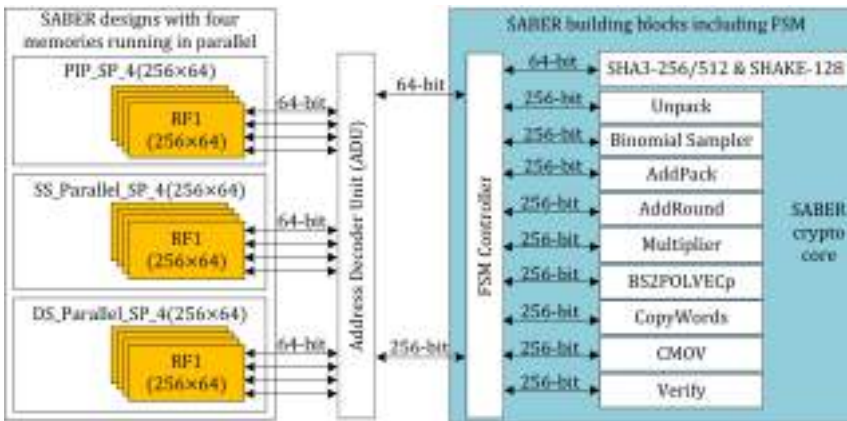 SABER designs with four
memories running in parallel
PIP_SP_4(256×64)
64-bit
RF1
(256×64)
SS_Parallel_SP_4(256×64)
64-bit
RF1
(256×64)
DS_Parallel_SP_4(256×64)
64-bit
RF1
(256×64)
Address Decoder Unit (ADU)
64-bit
256-bit
SABER building blocks including FSM
FSM Controller
64-bit
SHA3-256/512 & SHAKE-128
256-bit
Unpack
256-bit
Binomial Sampler
256-bit
AddPack
256-bit
AddRound
256-bit
Multiplier
256-bit
BS2POLVECp
256-bit
CopyWords
256-bit
CMOV
256-bit
Verify
SABER
crypto
core